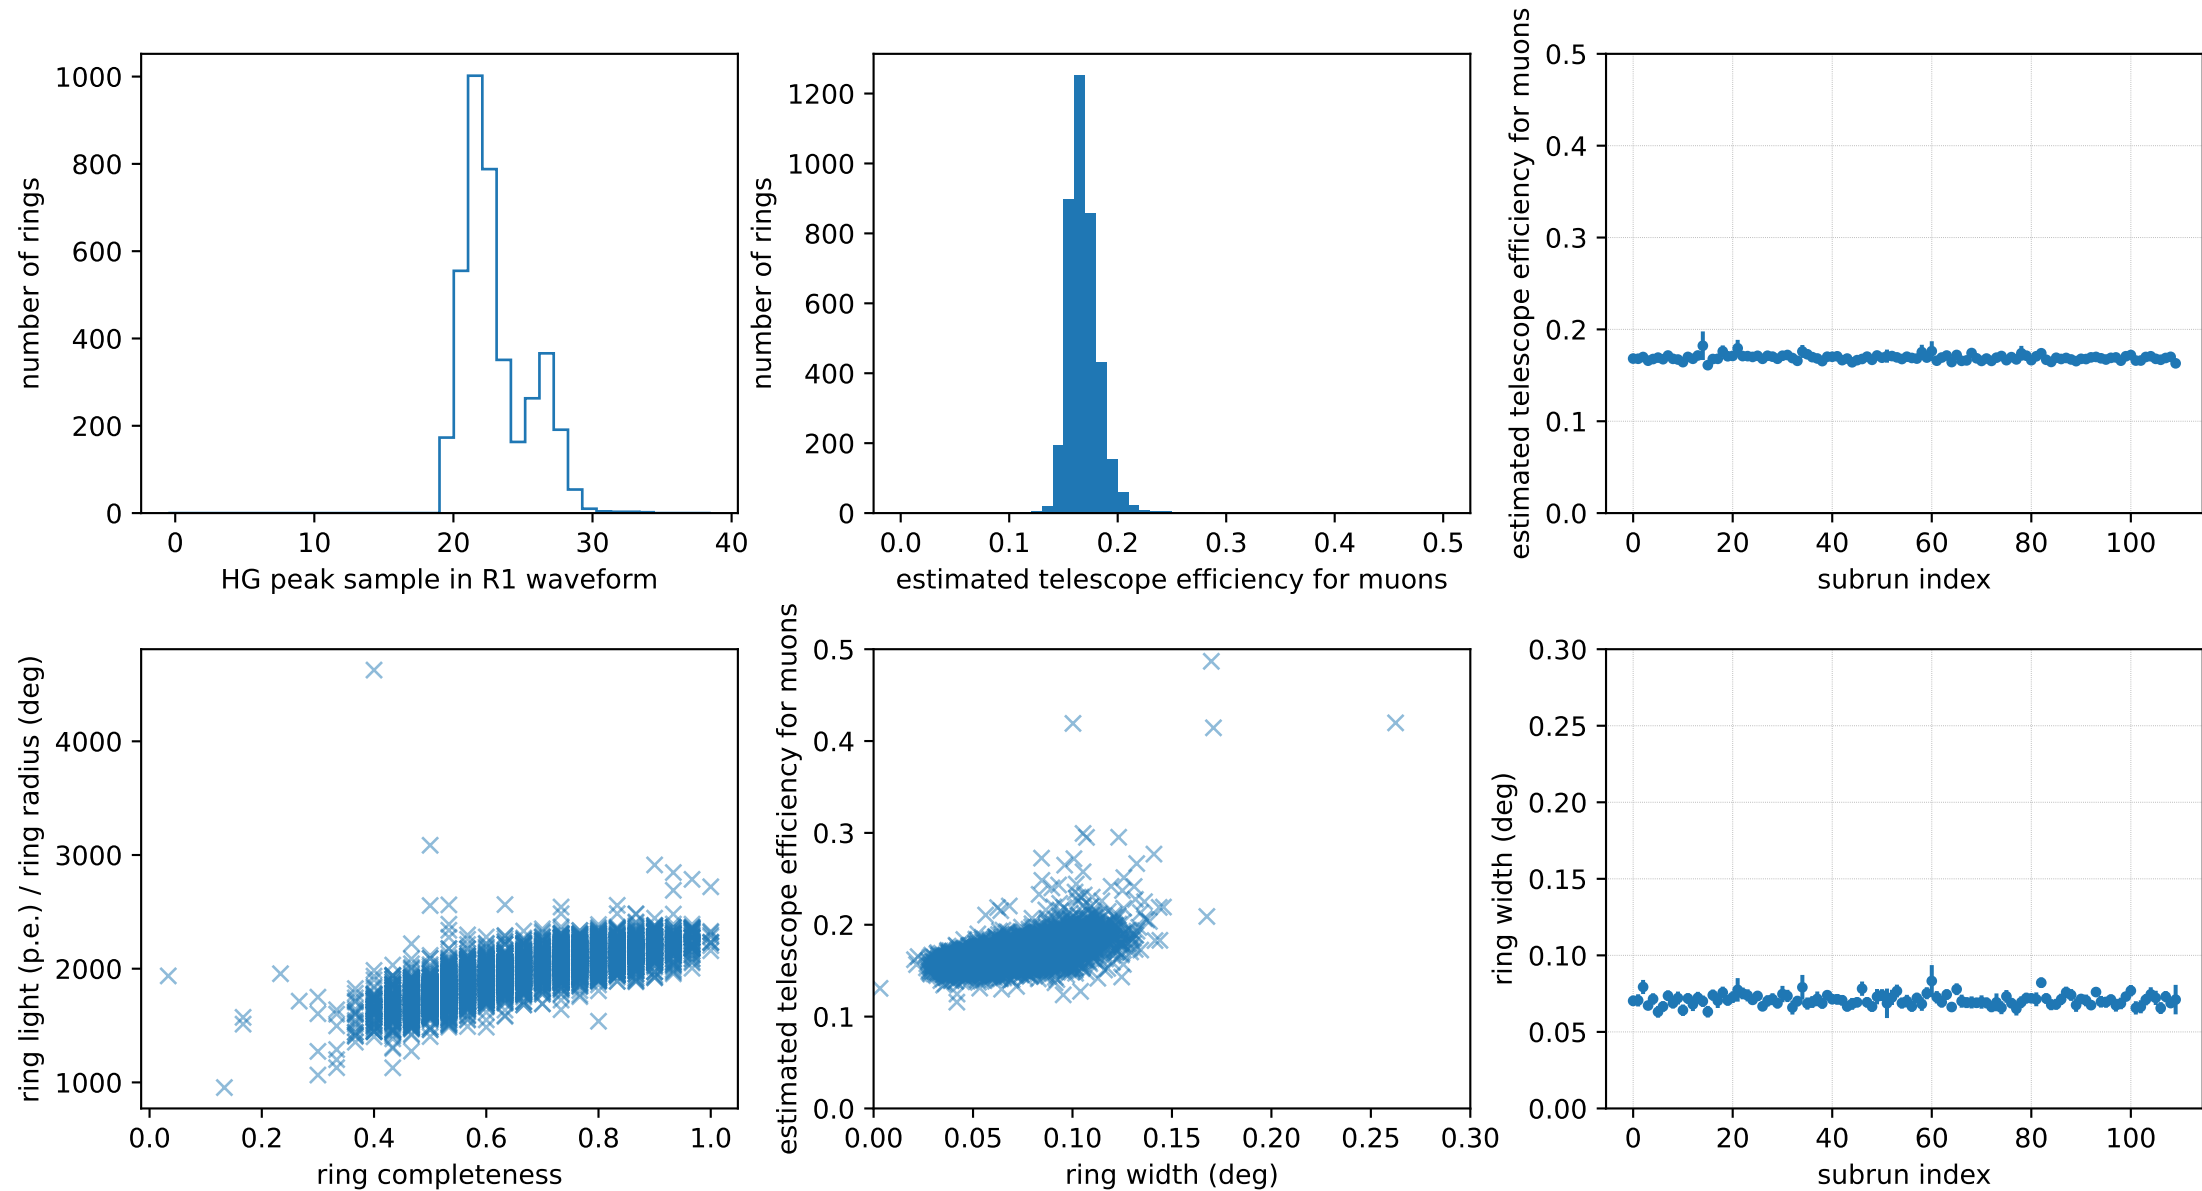 number of rings
1000
800
600
400
200
0
0 10 20 30 40
HG peak sample in R1 waveform
number of rings
1200
1000
800
600
400
200
0
0.0 0.1 0.2 0.3 0.4 0.5
estimated telescope efficiency for muons
estimated telescope efficiency for muons
0.5
0.4
0.3
0.2
0.1
0.0
0 20 40 60 80 100
subrun index
ring light (p.e.) / ring radius (deg)
4000
3000
2000
1000
0.0 0.2 0.4 0.6 0.8 1.0
ring completeness
estimated telescope efficiency for muons
0.5
0.4
0.3
0.2
0.1
0.0
0.00 0.05 0.10 0.15 0.20 0.25 0.30
ring width (deg)
ring width (deg)
0.30
0.25
0.20
0.15
0.10
0.05
0.00
0 20 40 60 80 100
subrun index